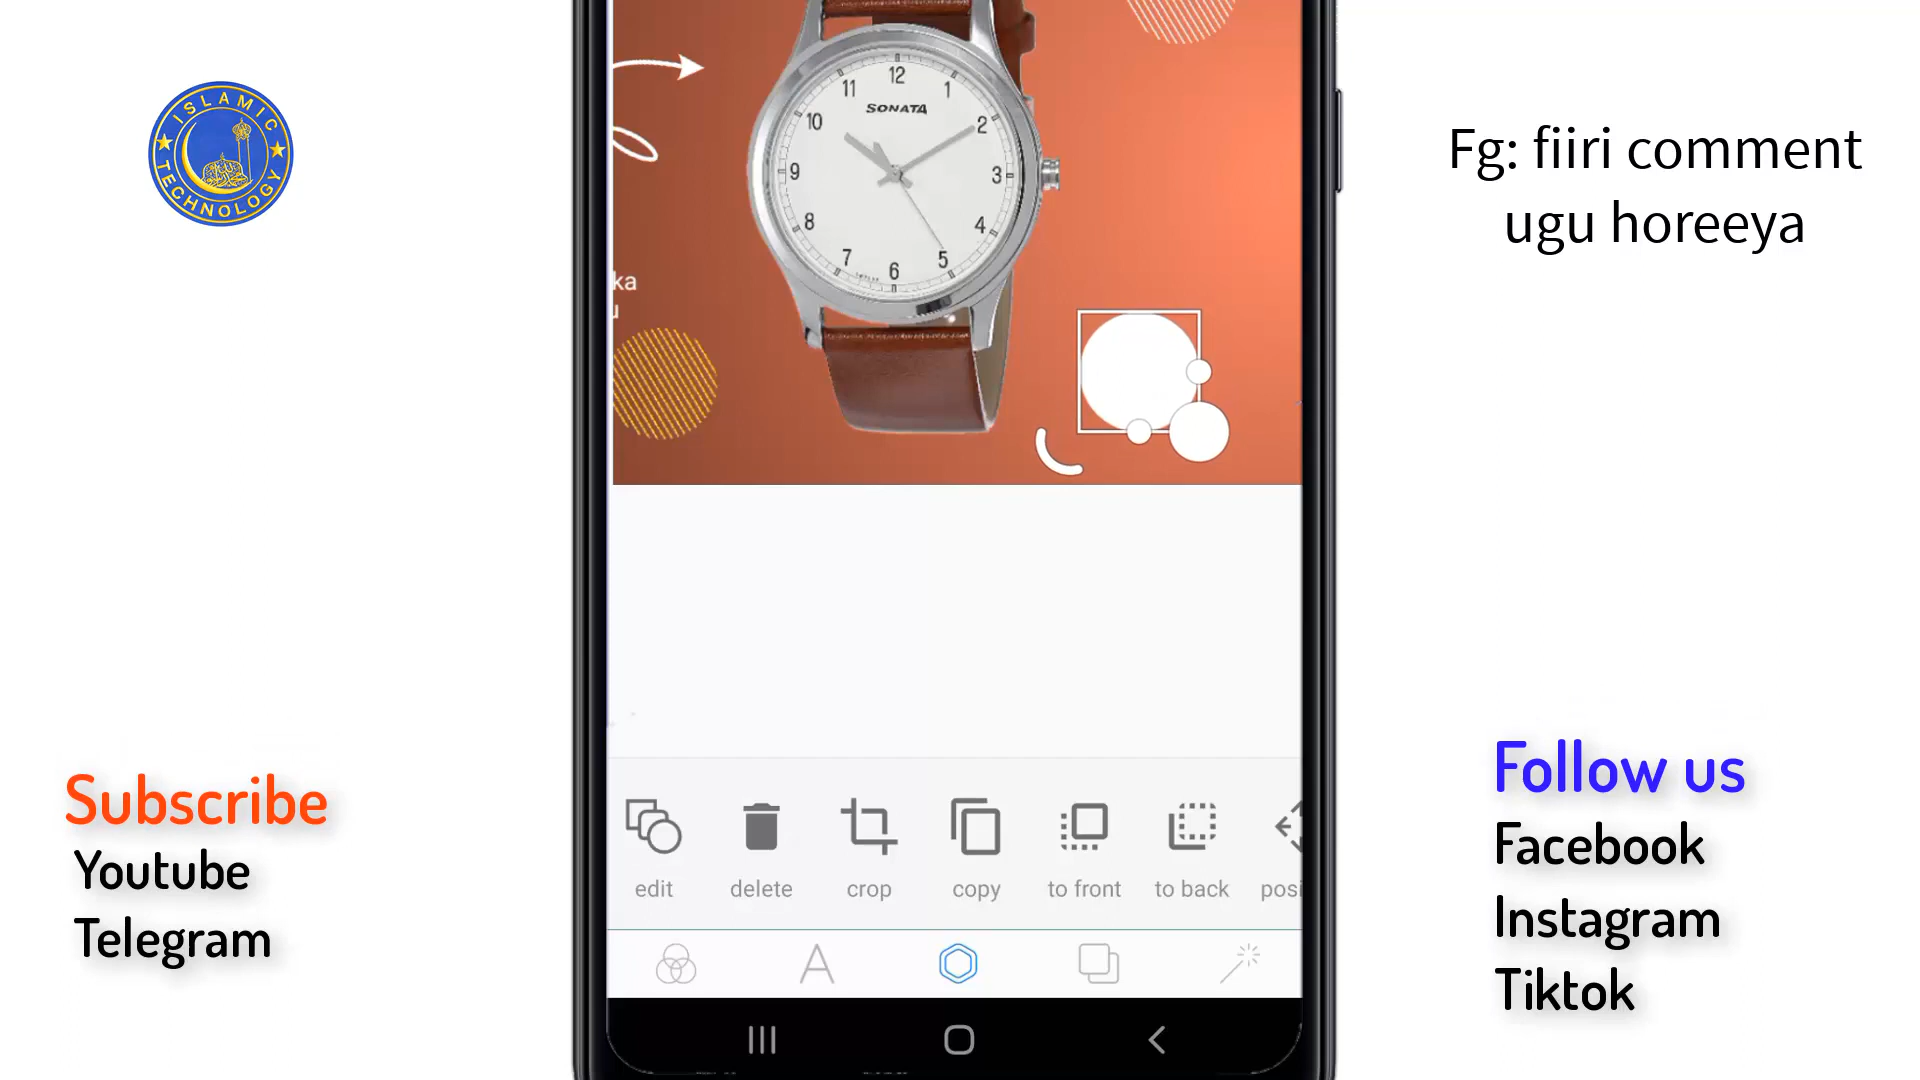 ISLAMIC
TECHNOLOGY
Fg: fiiri comment
ugu horeeya
12
11
1
SONATA
10
2
9
3
8
4
7
5
6
ka
u
Subscribe
Youtube
Telegram
Follow us
Facebook
Instagram
Tiktok
edit
delete
crop
copy
to front
to back
posi
A